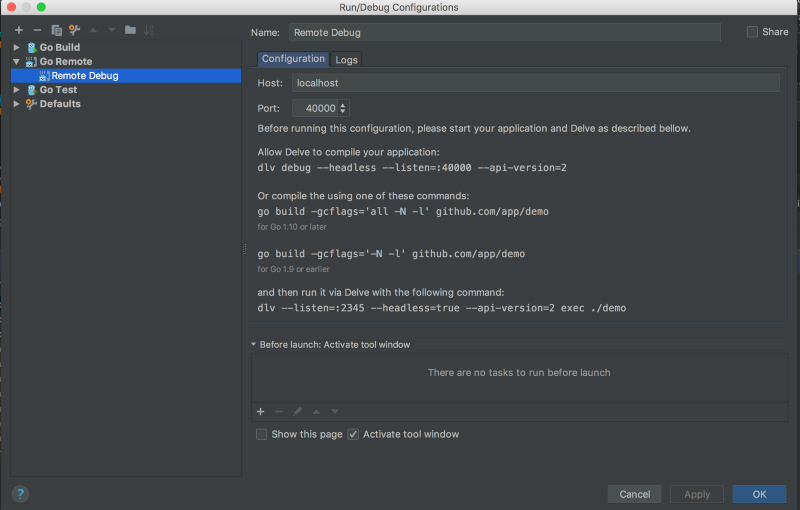 Run/Debug Configurations
Go Build
Go Remote
Remote Debug
Go Test
Defaults
Name: Remote Debug
Share
Configuration Logs
Host: localhost
Port: 40000
Before running this configuration, please start your application and Delve as described bellow.
Allow Delve to compile your application:
dlv debug --headless --listen=:40000 --api-version=2
Or compile the using one of these commands:
go build -gcflags='all -N -l' github.com/app/demo
for Go 1.10 or later
go build -gcflags='-N -l' github.com/app/demo
for Go 1.9 or earlier
and then run it via Delve with the following command:
dlv --listen=:2345 --headless=true --api-version=2 exec ./demo
Before launch: Activate tool window
There are no tasks to run before launch
Show this page Activate tool window
? Cancel Apply OK